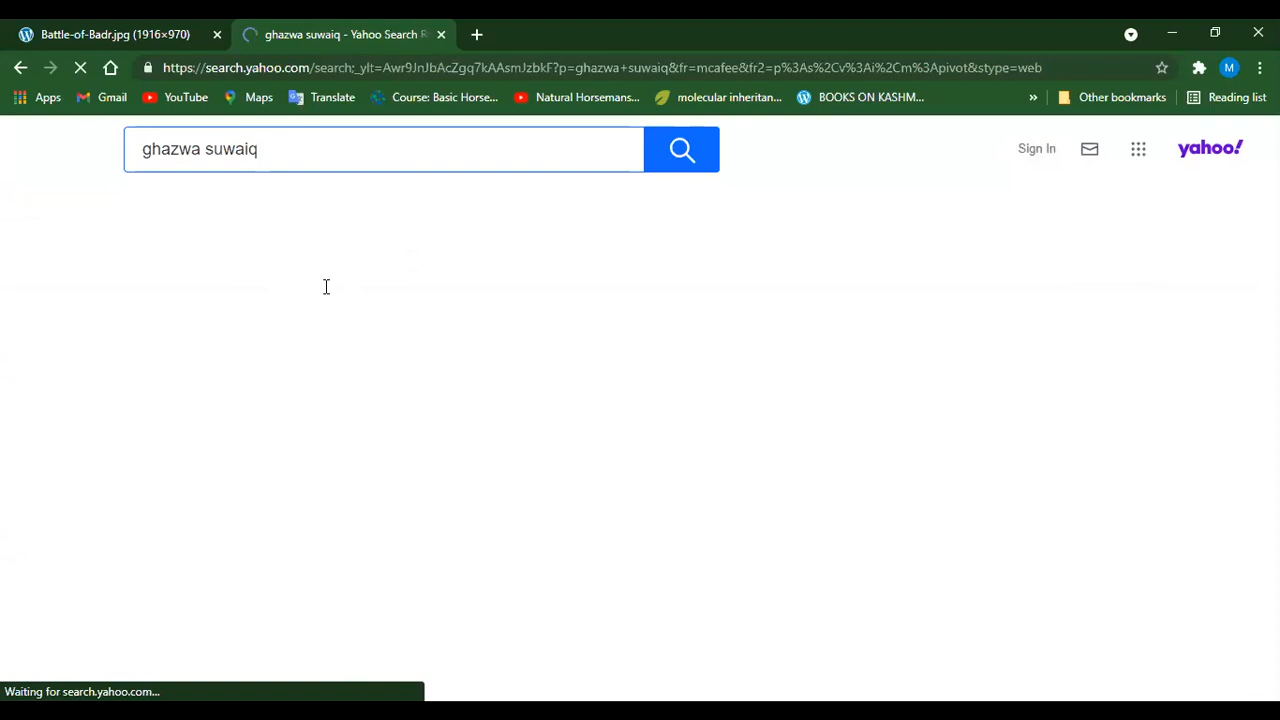 Battle-of-Badr.jpg (1916×970)
ghazwa suwaiq - Yahoo Search R
https://search.yahoo.com/search;_ylt=Awr9JnJbAcZgq7kAAsmJzbkF?p=ghazwa+suwaiq&fr=mcafee&fr2=p%3As%2Cv%3Ai%2Cm%3Apivot&stype=web
M
Apps Gmail YouTube Maps Translate Course: Basic Horse... Natural Horsemans... molecular inheritan... BOOKS ON KASHM... » Other bookmarks Reading list
ghazwa suwaiq
Sign In
yahoo!
Waiting for search.yahoo.com...